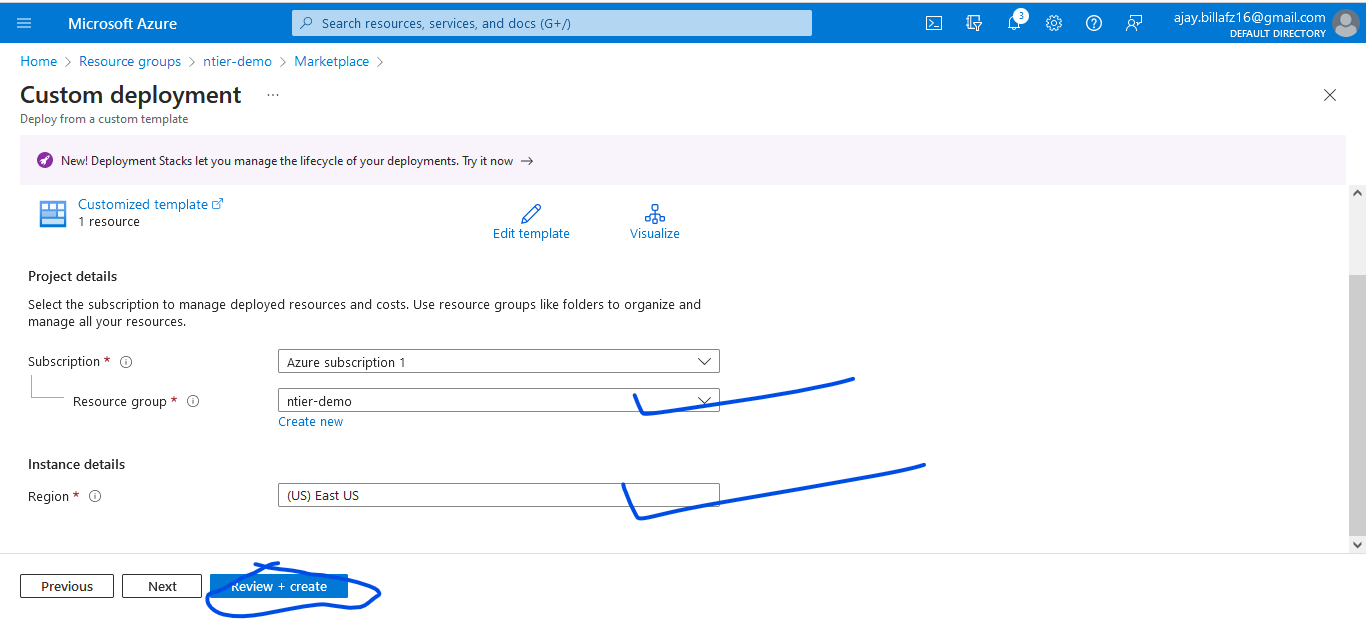 Microsoft Azure
Search resources, services, and docs (G+/)
3
ajay.billafz16@gmail.com
DEFAULT DIRECTORY
Home > Resource groups > ntier-demo > Marketplace >
Custom deployment ...
Deploy from a custom template
New! Deployment Stacks let you manage the lifecycle of your deployments. Try it now →
Customized template
1 resource
Edit template
Visualize
Project details
Select the subscription to manage deployed resources and costs. Use resource groups like folders to organize and
manage all your resources.
Subscription *
Azure subscription 1
Resource group *
ntier-demo
Create new
Instance details
Region *
(US) East US
Previous
Next
Review + create